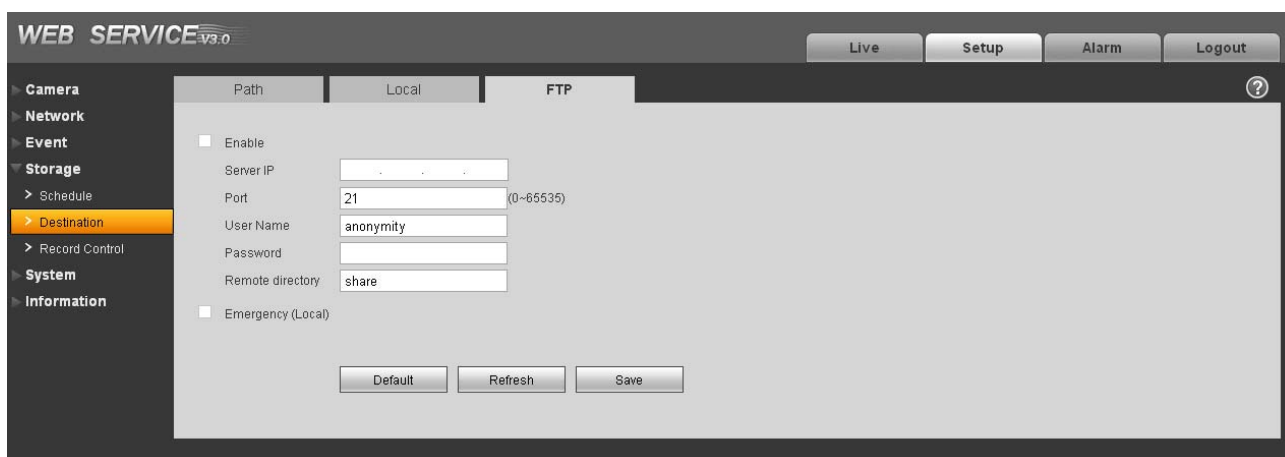 WEB SERVICE V3.0
Live Setup Alarm Logout
Camera
Network
Event
Storage
> Schedule
> Destination
> Record Control
System
Information
Path Local FTP ?
Enable
Server IP . . .
Port 21 (0~65535)
User Name anonymity
Password
Remote directory share
Emergency (Local)
Default Refresh Save